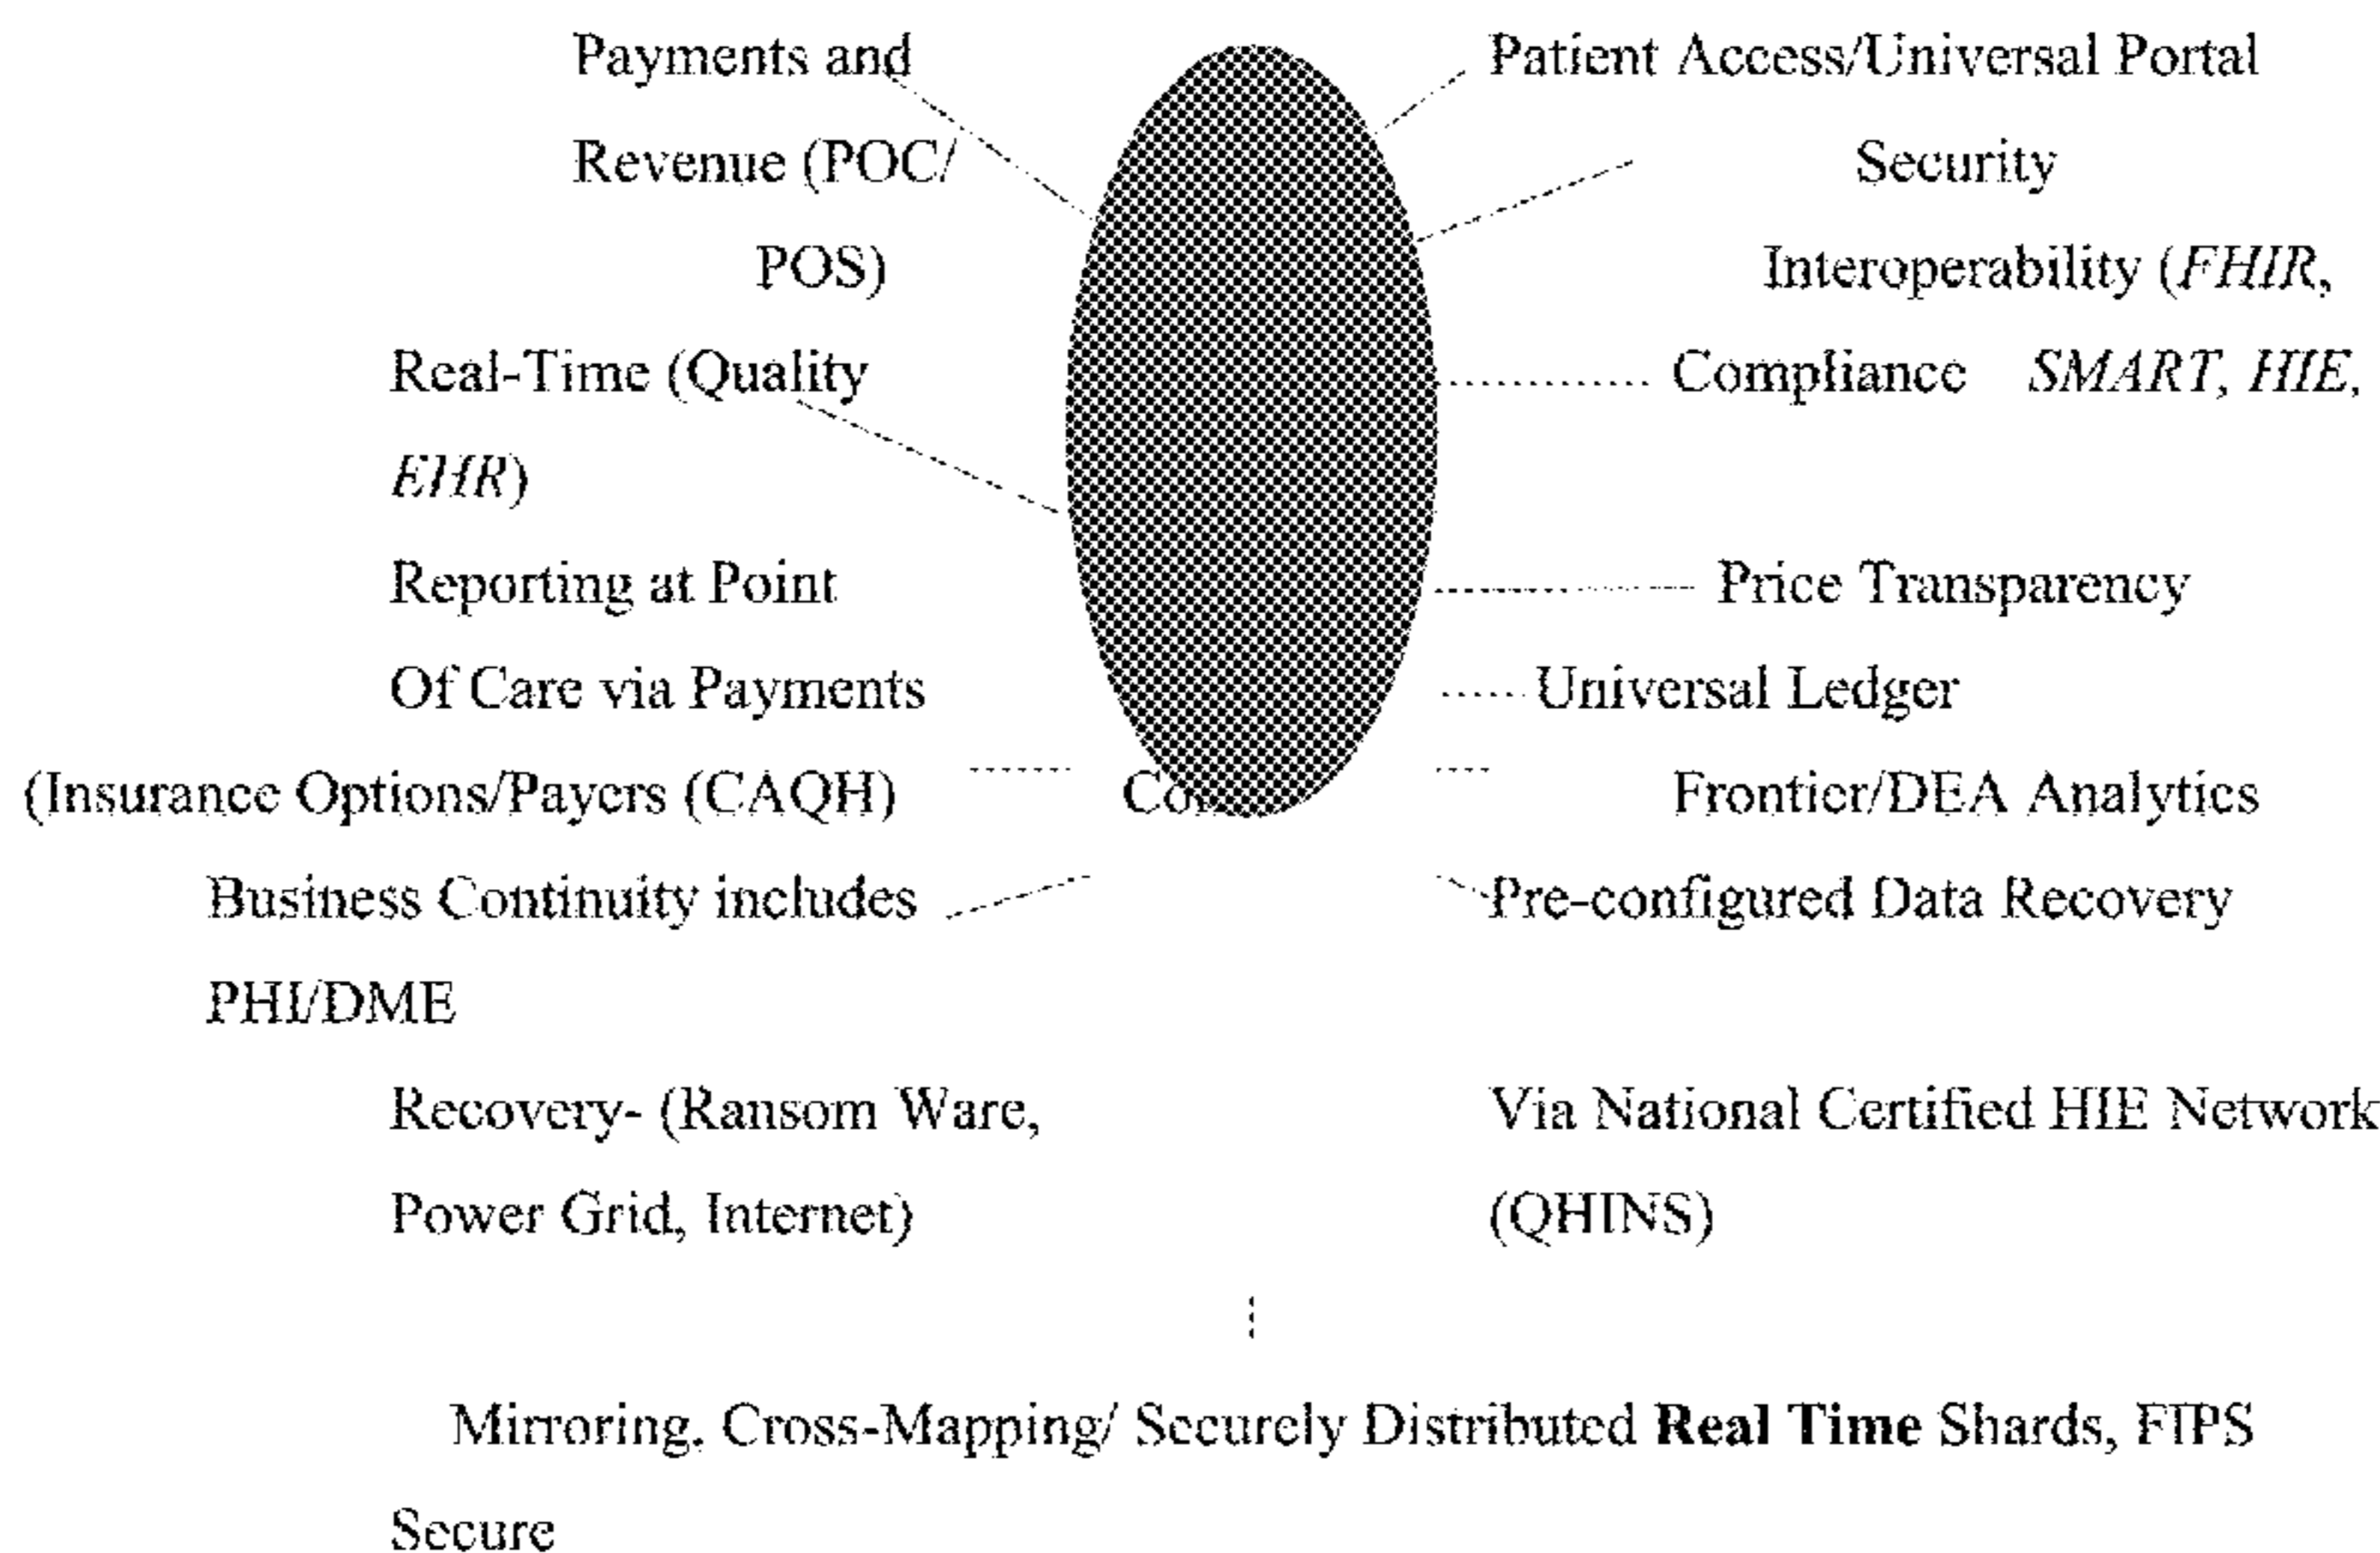 Payments and Patient Access/Universal Portal
Revenue (POC/ Security
POS) Interoperability (FHIR,
Real-Time (Quality Compliance SMART, HIE,
EHR)
Reporting at Point Price Transparency
Of Care via Payments Universal Ledger
(Insurance Options/Payers (CAQH) Frontier/DEA Analytics
Business Continuity includes Pre-configured Data Recovery
PHI/DME
Recovery- (Ransom Ware, Via National Certified HIE Network
Power Grid, Internet) (QHINS)
Mirroring, Cross-Mapping/ Securely Distributed Real Time Shards, FIPS
Secure